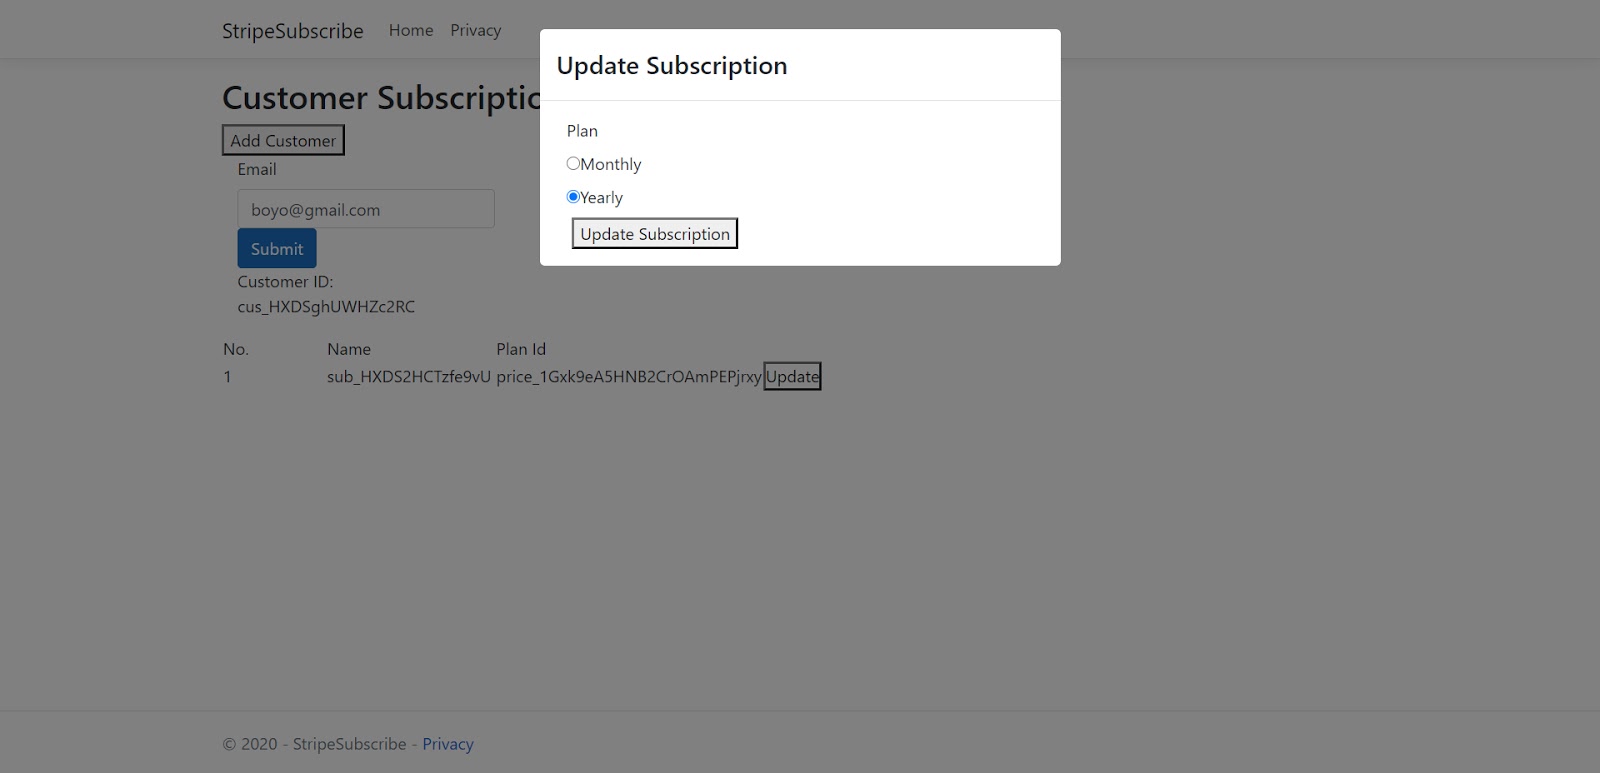 StripeSubscribe Home Privacy
Update Subscription
Customer Subscriptio
Plan
Add Customer
Monthly
Email
Yearly
boyo@gmail.com
Update Subscription
Submit
Customer ID:
cus_HXDSghUWHZc2RC
No. Name Plan Id
1 sub_HXDS2HCTzfe9vU price_1Gxk9eA5HNB2CrOAmPEPjrxy Update
© 2020 - StripeSubscribe - Privacy